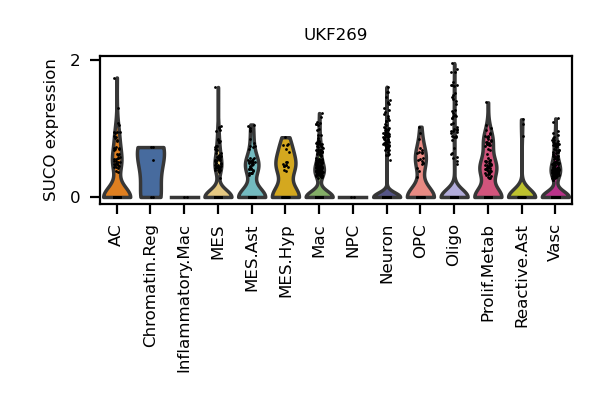 UKF269
SUCO expression
2
0
AC
Chromatin.Reg
Inflammatory.Mac
MES
MES.Ast
MES.Hyp
Mac
NPC
Neuron
OPC
Oligo
Prolif.Metab
Reactive.Ast
Vasc